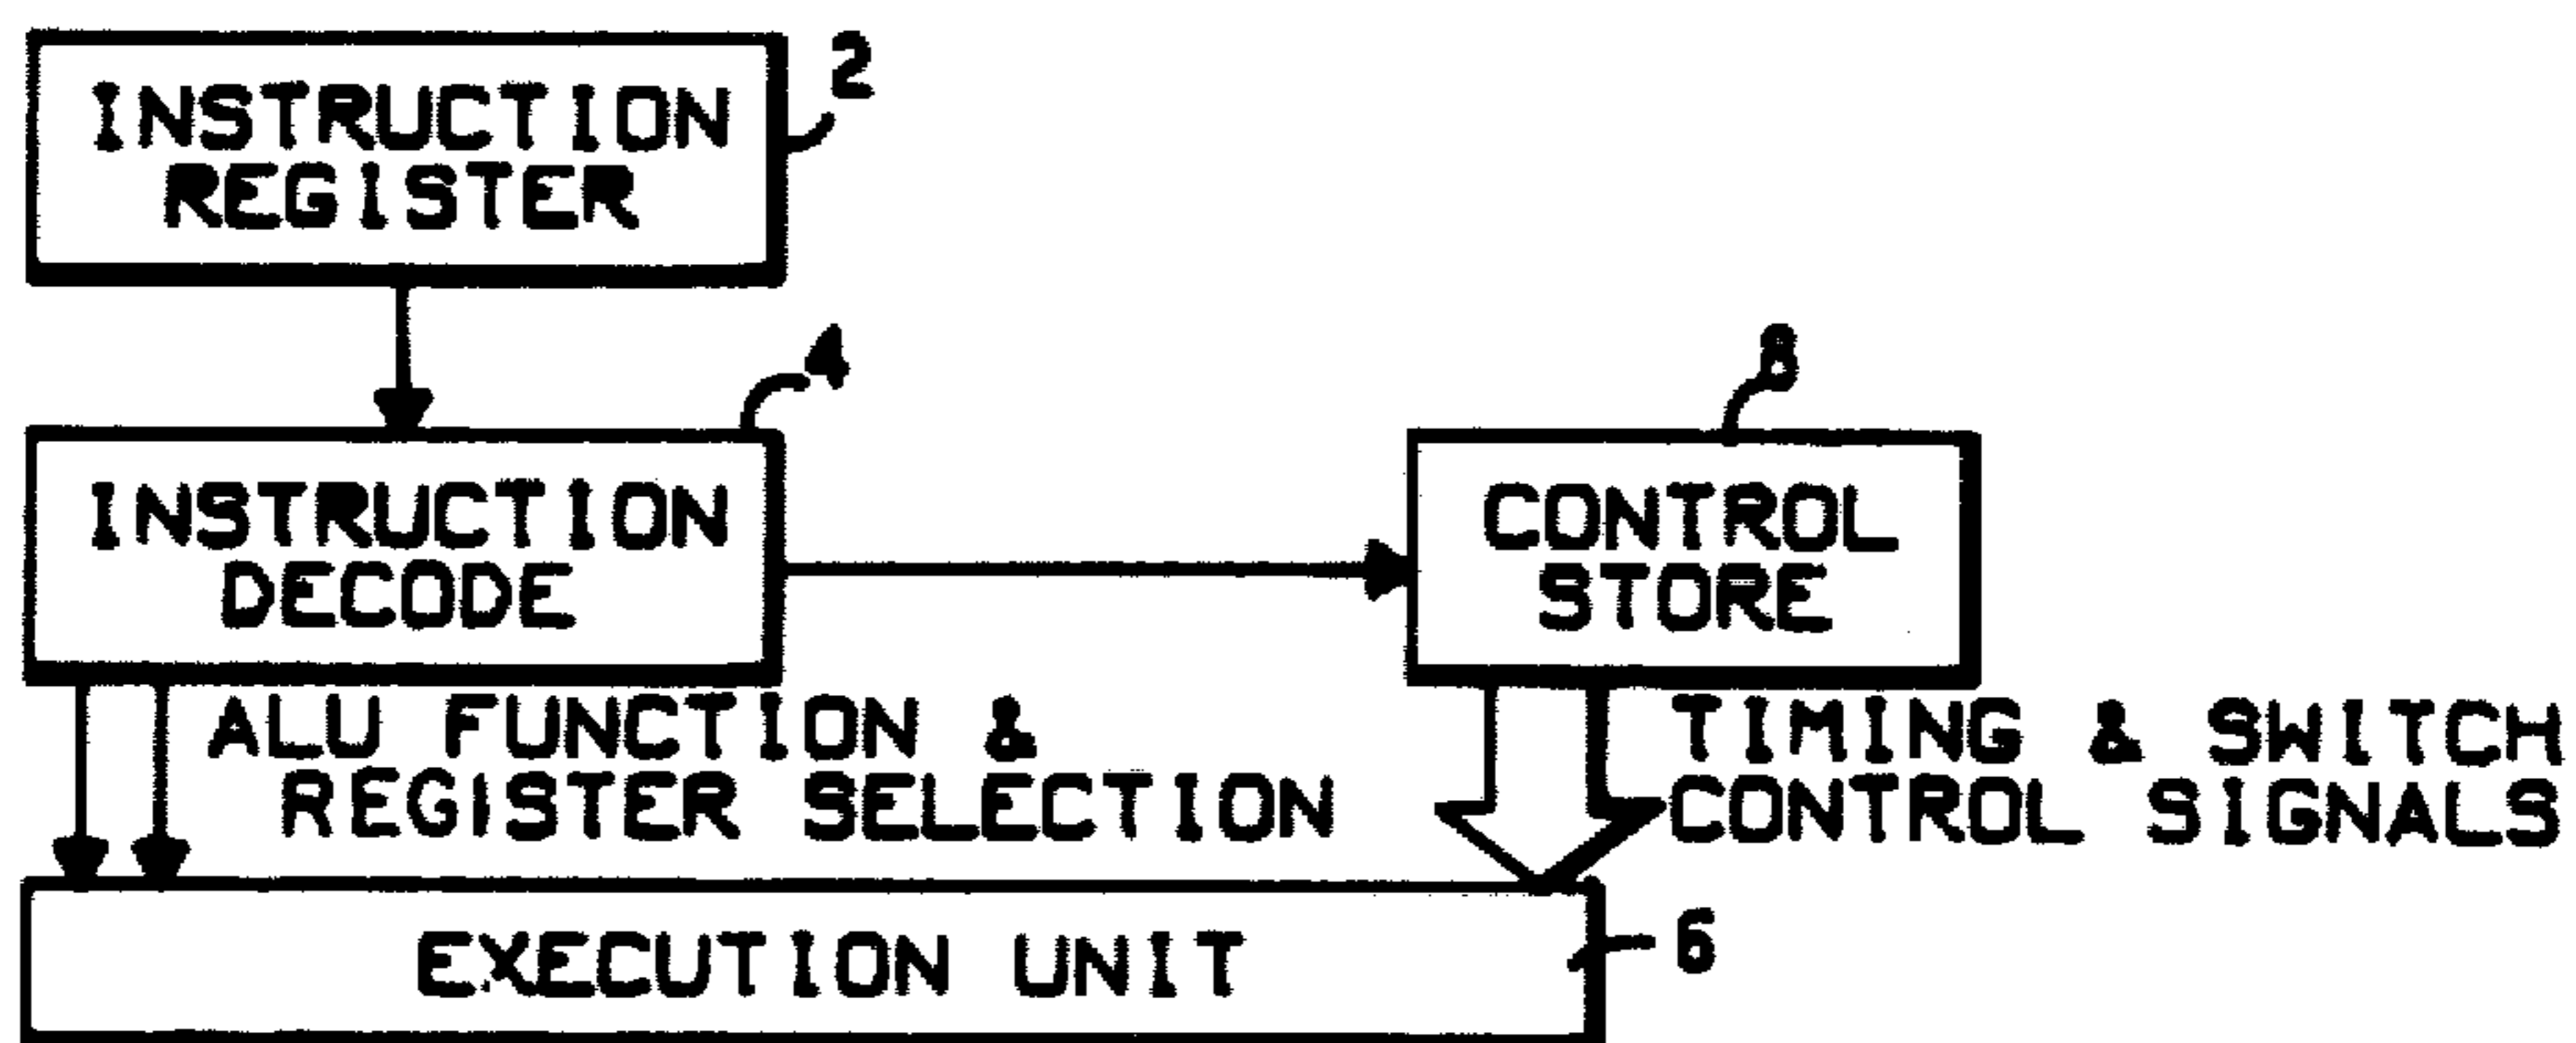 INSTRUCTION
REGISTER
2
4
INSTRUCTION
DECODE
8
CONTROL
STORE
ALU FUNCTION &
REGISTER SELECTION
TIMING & SWITCH
CONTROL SIGNALS
EXECUTION UNIT
6